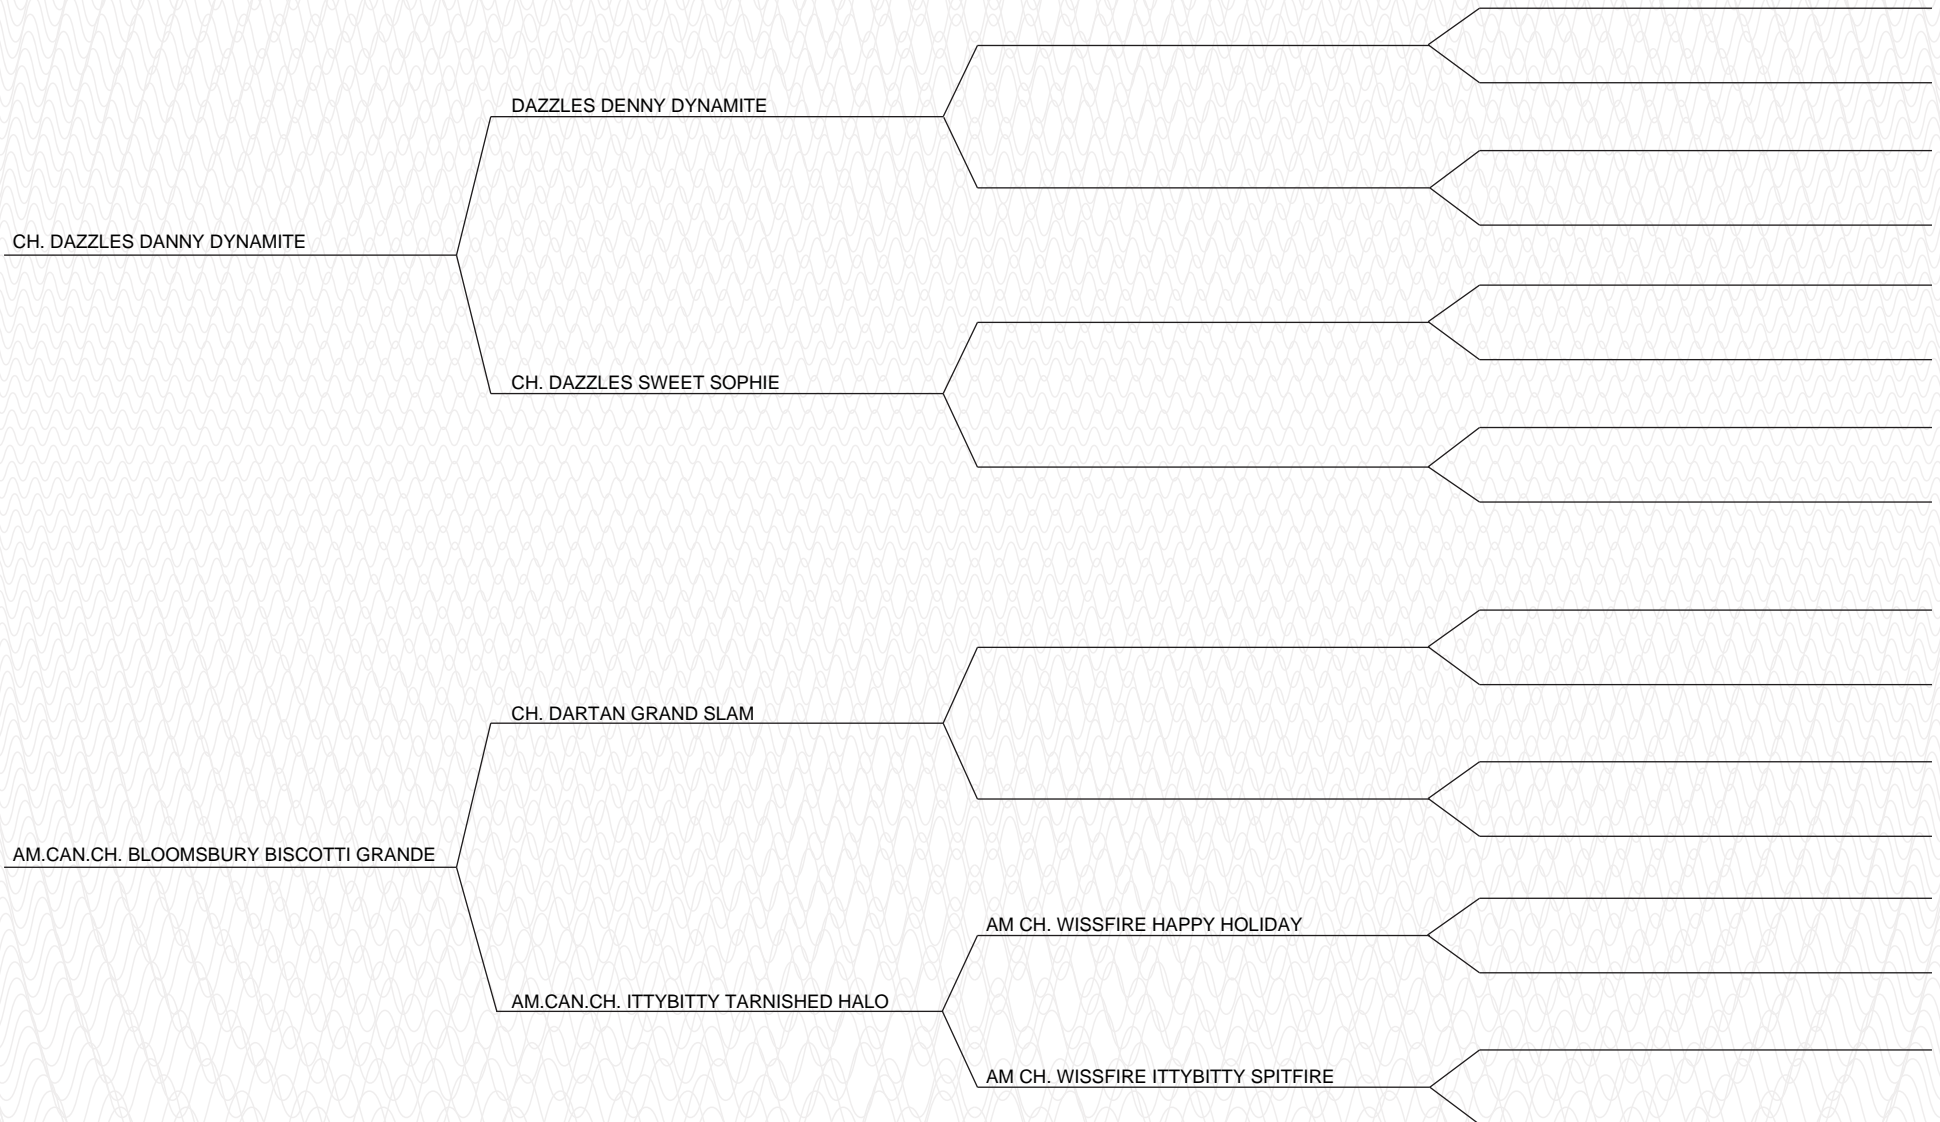 DAZZLES DENNY DYNAMITE
CH. DAZZLES DANNY DYNAMITE
CH. DAZZLES SWEET SOPHIE
CH. DARTAN GRAND SLAM
AM.CAN.CH. BLOOMSBURY BISCOTTI GRANDE
AM CH. WISSFIRE HAPPY HOLIDAY
AM.CAN.CH. ITTYBITTY TARNISHED HALO
AM CH. WISSFIRE ITTYBITTY SPITFIRE